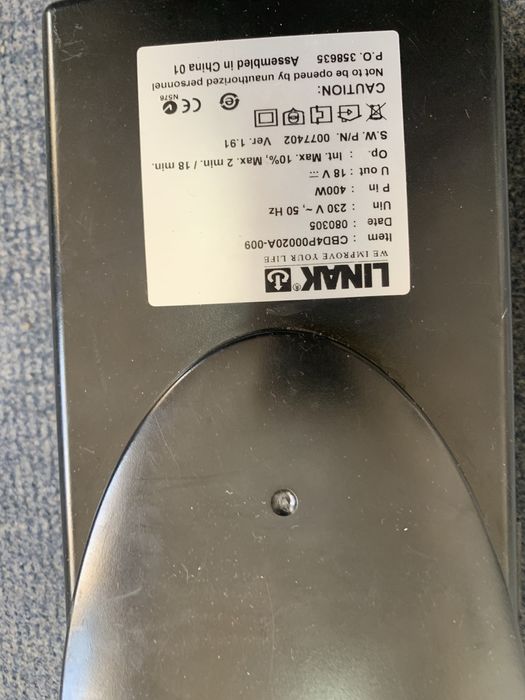 LINAK®
WE IMPROVE YOUR LIFE
Item : CBD4P00020A-009
Date : 080305
Uin : 230 V ~, 50 Hz
P in : 400W
U out : 18 V ⎓
Op. : Int. Max. 10%, Max. 2 min. / 18 min.
S.W. P/N. 0077402 Ver. 1.91
CAUTION:
N576
Not to be opened by unauthorized personnel
P.O. 358635 Assembled in China 01